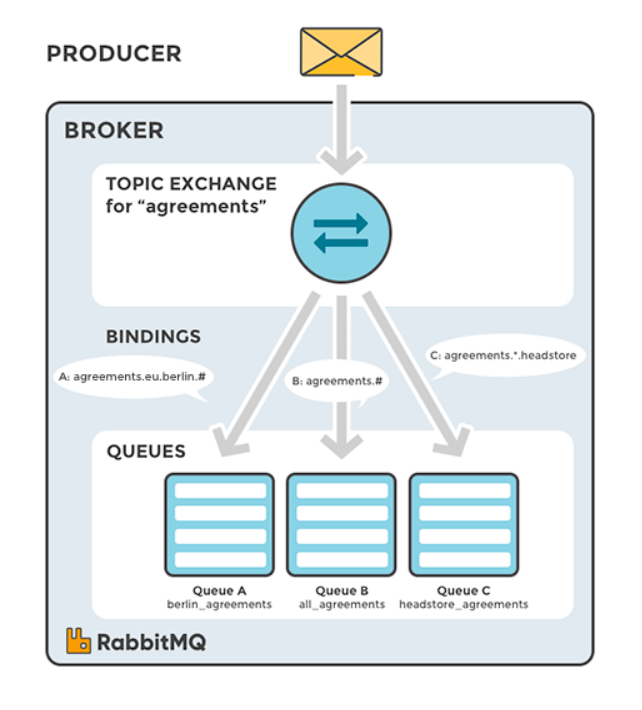 PRODUCER
BROKER
TOPIC EXCHANGE
for “agreements”
BINDINGS
A: agreements.eu.berlin.#
B: agreements.#
C: agreements.*.headstore
QUEUES
Queue A
berlin_agreements
Queue B
all_agreements
Queue C
headstore_agreements
RabbitMQ